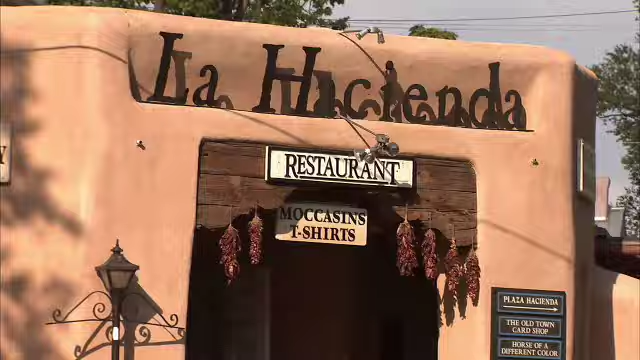 La Hacienda
RESTAURANT
MOCCASINS
T-SHIRTS
PLAZA HACIENDA
THE OLD TOWN
CARD SHOP
HORSE OF A
DIFFERENT COLOR